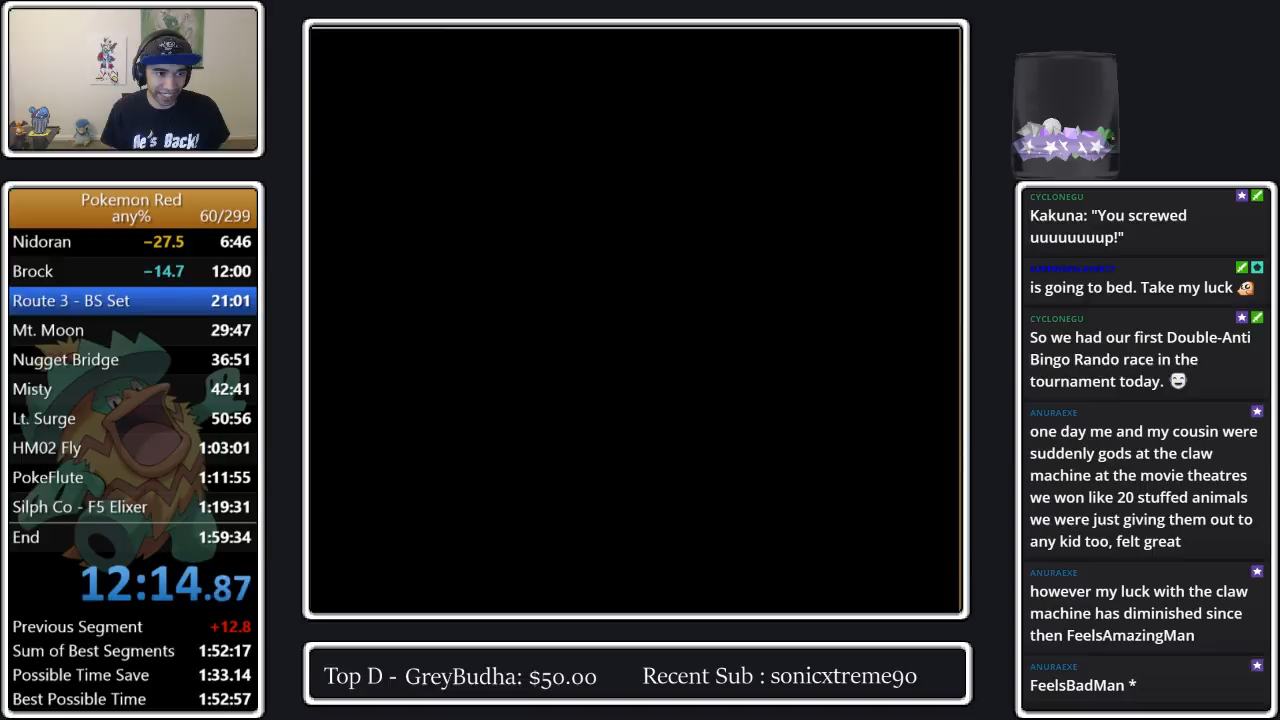 He's Back!
Pokemon Red
any% 60/299
Nidoran −27.5 6:46
Brock −14.7 12:00
Route 3 - BS Set 21:01
Mt. Moon 29:47
Nugget Bridge 36:51
Misty 42:41
Lt. Surge 50:56
HM02 Fly 1:03:01
PokeFlute 1:11:55
Silph Co - F5 Elixer 1:19:31
End 1:59:34
12:14.87
Previous Segment +12.8
Sum of Best Segments 1:52:17
Possible Time Save 1:33.14
Best Possible Time 1:52:57
Top D - GreyBudha: $50.00 Recent Sub : sonicxtreme90
CYCLONEGU
Kakuna: "You screwed
uuuuuuuup!"
is going to bed. Take my luck
CYCLONEGU
So we had our first Double-Anti
Bingo Rando race in the
tournament today.
ANURAEXE
one day me and my cousin were
suddenly gods at the claw
machine at the movie theatres
we won like 20 stuffed animals
we were just giving them out to
any kid too, felt great
ANURAEXE
however my luck with the claw
machine has diminished since
then FeelsAmazingMan
ANURAEXE
FeelsBadMan *